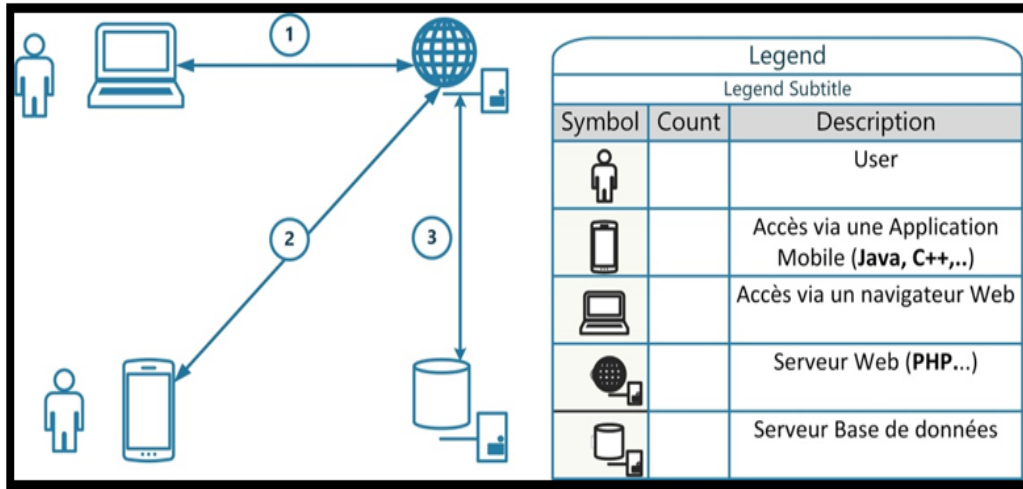 1
2
3
Legend
Legend Subtitle
Symbol Count Description
User
Accès via une Application
Mobile (Java, C++,..)
Accès via un navigateur Web
Serveur Web (PHP...)
Serveur Base de données